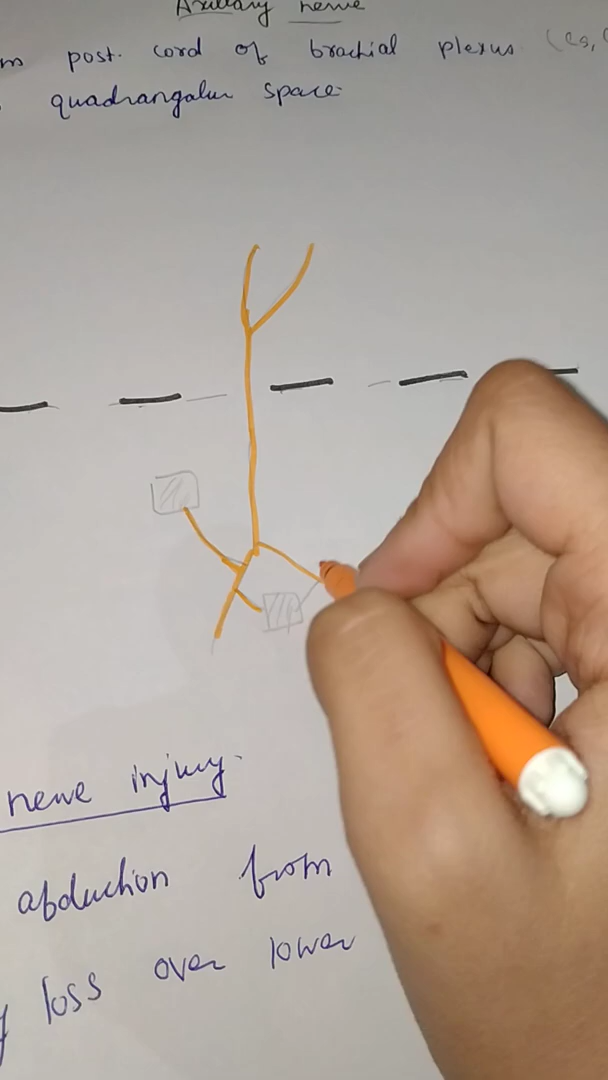 Axillary nerve
post. cord of brachial plexus
quadrangular space
nerve injury.
abduction from
loss over lower